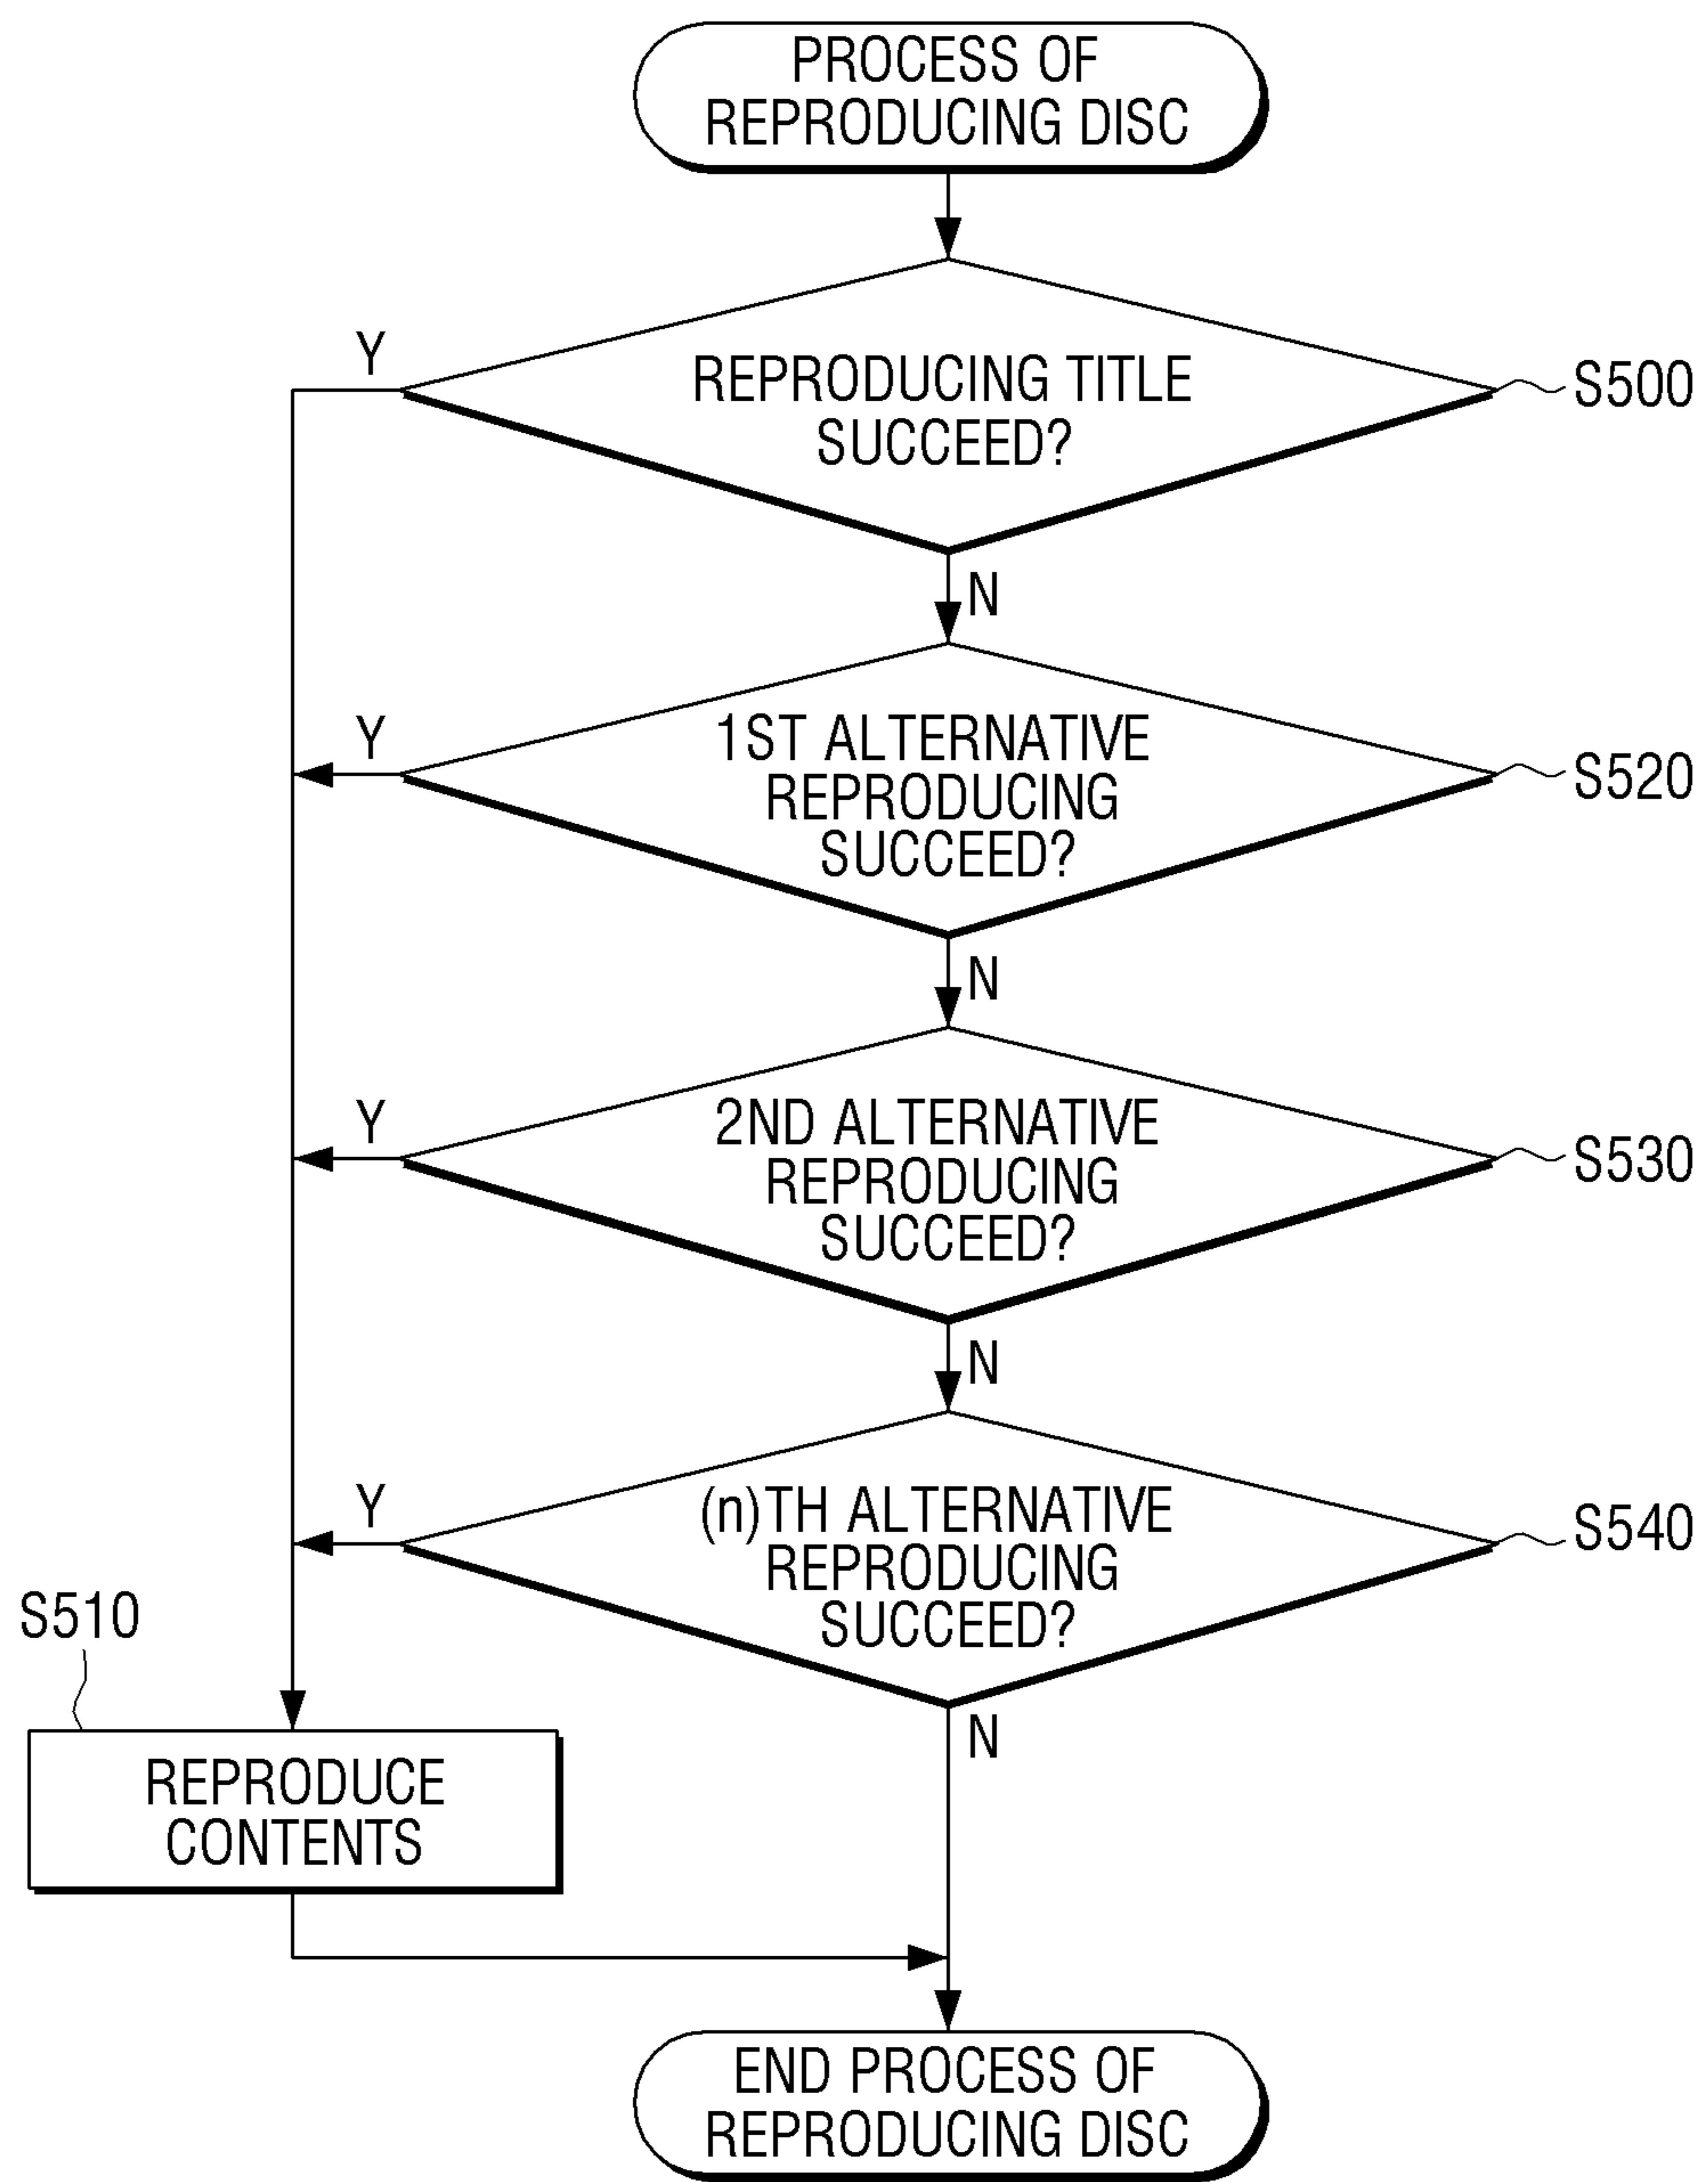 PROCESS OF
REPRODUCING DISC
Y
REPRODUCING TITLE
SUCCEED?
S500
N
Y
1ST ALTERNATIVE
REPRODUCING
SUCCEED?
S520
N
Y
2ND ALTERNATIVE
REPRODUCING
SUCCEED?
S530
N
Y
(n)TH ALTERNATIVE
REPRODUCING
SUCCEED?
S540
S510
N
REPRODUCE
CONTENTS
END PROCESS OF
REPRODUCING DISC